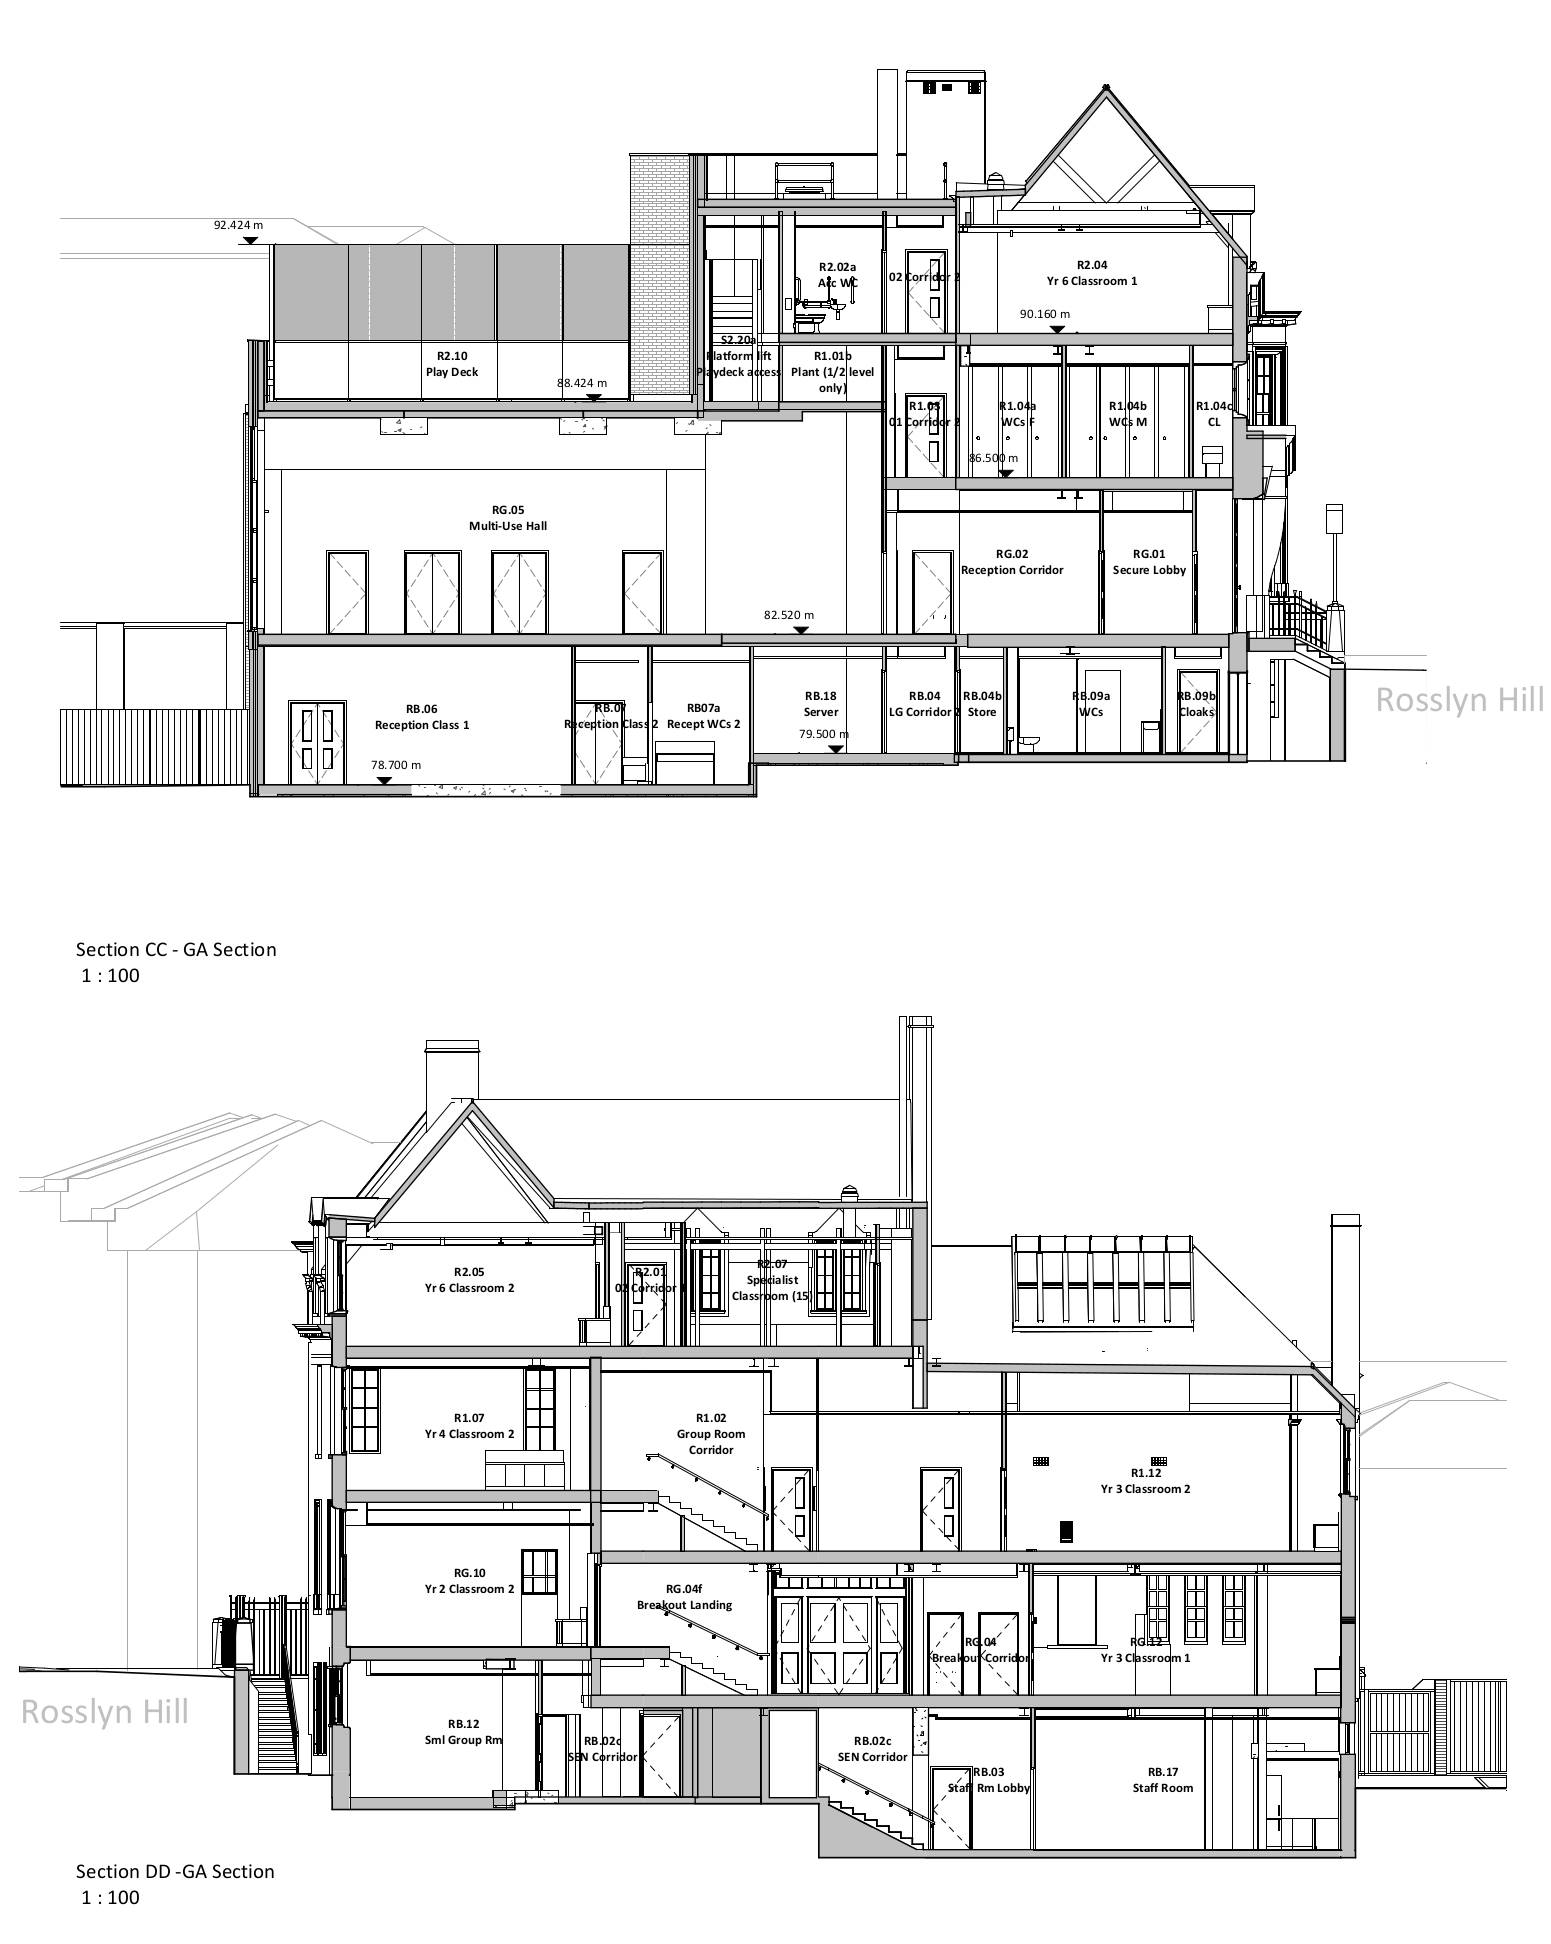 92.424 m
R2.02a
Acc WC
02 Corridor 2
R2.04
Yr 6 Classroom 1
90.160 m
S2.20a
Platform lift
Playdeck access
R1.01b
Plant (1/2 level
only)
R2.10
Play Deck
88.424 m
R1.03
01 Corridor 2
R1.04a
WCs F
R1.04b
WCs M
R1.04c
CL
86.500 m
RG.05
Multi-Use Hall
RG.02
Reception Corridor
RG.01
Secure Lobby
82.520 m
RB.06
Reception Class 1
RB.07
Reception Class 2
RB07a
Recept WCs 2
RB.18
Server
RB.04
LG Corridor 2
RB.04b
Store
RB.09a
WCs
RB.09b
Cloaks
Rosslyn Hill
79.500 m
78.700 m
Section CC - GA Section
1 : 100
R2.05
Yr 6 Classroom 2
R2.01
02 Corridor 1
R2.07
Specialist
Classroom (15)
R1.07
Yr 4 Classroom 2
R1.02
Group Room
Corridor
R1.12
Yr 3 Classroom 2
RG.10
Yr 2 Classroom 2
RG.04f
Breakout Landing
RG.04
Breakout Corridor
RG.12
Yr 3 Classroom 1
Rosslyn Hill
RB.12
Sml Group Rm
RB.02c
SEN Corridor
RB.02c
SEN Corridor
RB.03
Staff Rm Lobby
RB.17
Staff Room
Section DD -GA Section
1 : 100